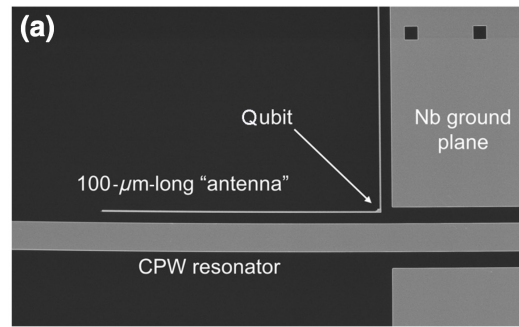 (a)
Qubit
Nb ground
plane
100-μm-long “antenna”
CPW resonator